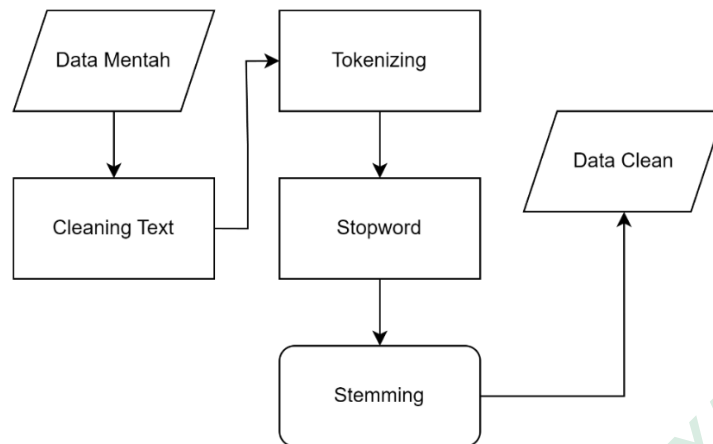 Data Mentah
Cleaning Text
Tokenizing
Stopword
Stemming
Data Clean